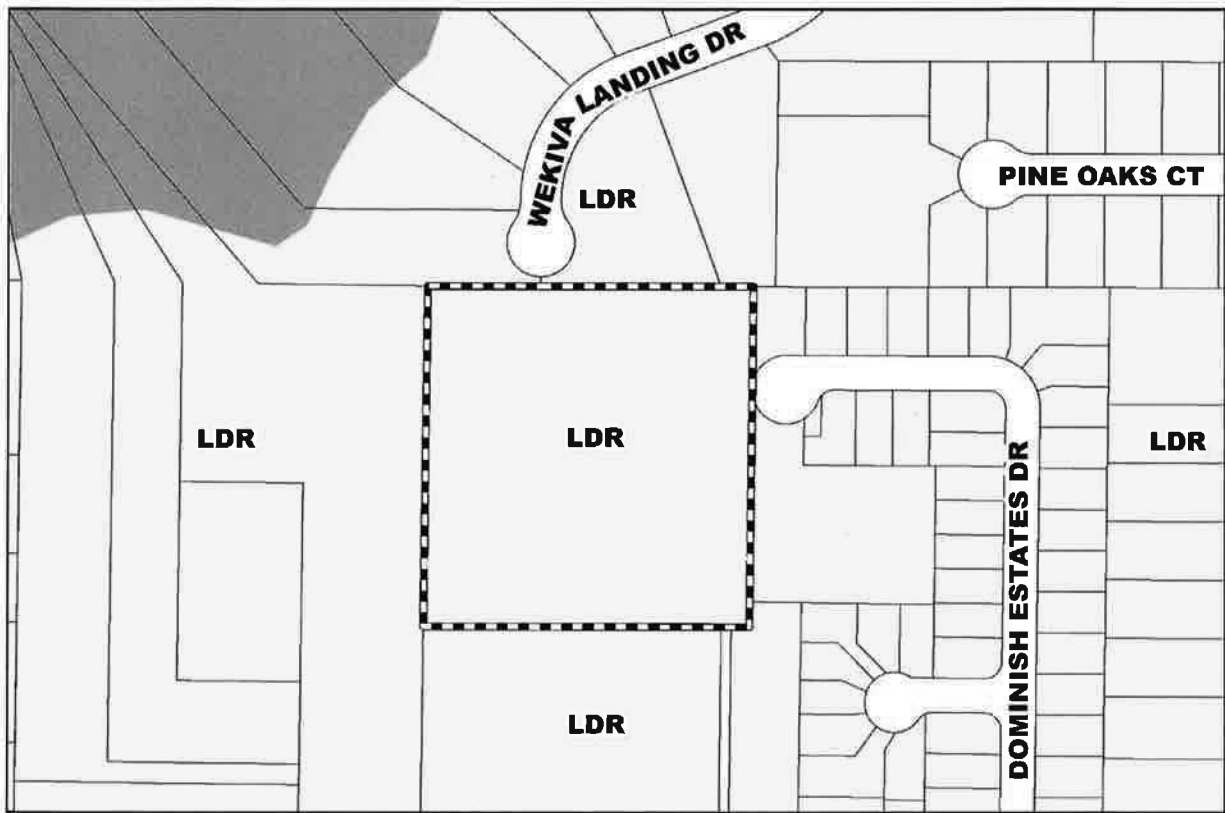 WEKIVA LANDING DR
PINE OAKS CT
LDR
LDR
LDR
LDR
DOMINISH ESTATES DR
LDR